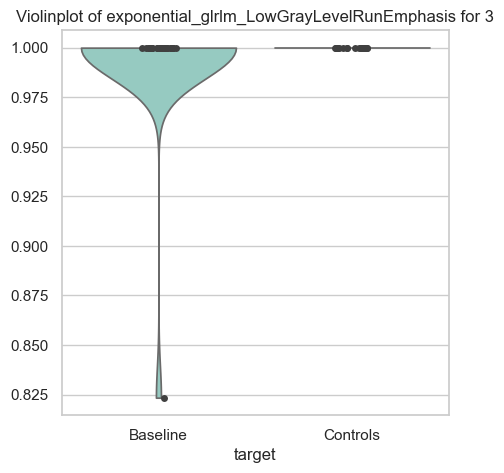 Violinplot of exponential_glrlm_LowGrayLevelRunEmphasis for 3
1.000
0.975
0.950
0.925
0.900
0.875
0.850
0.825
Baseline
Controls
target